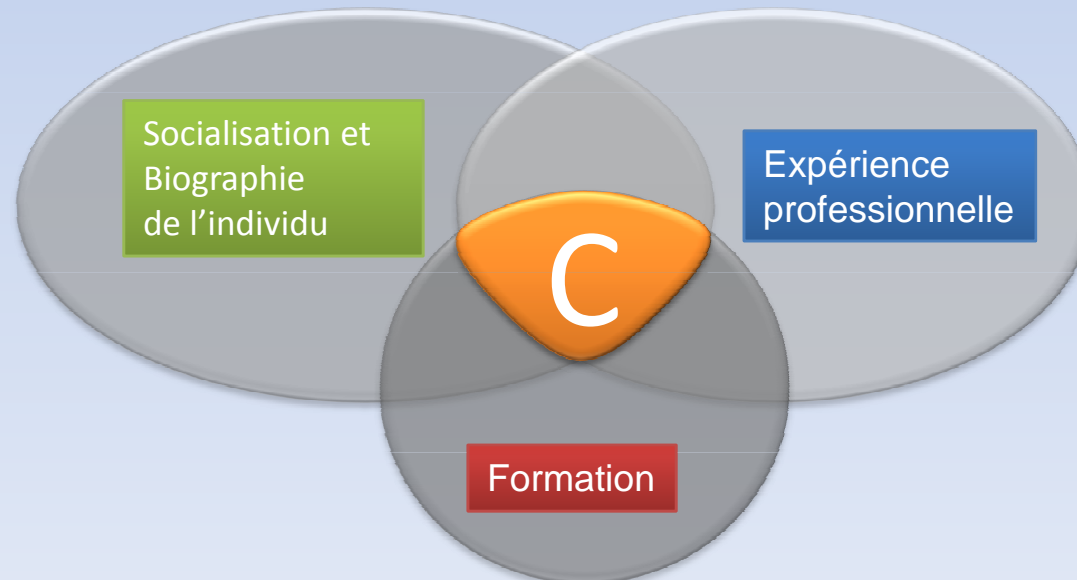 Socialisation et
Biographie
de l’individu
Expérience
professionnelle
C
Formation